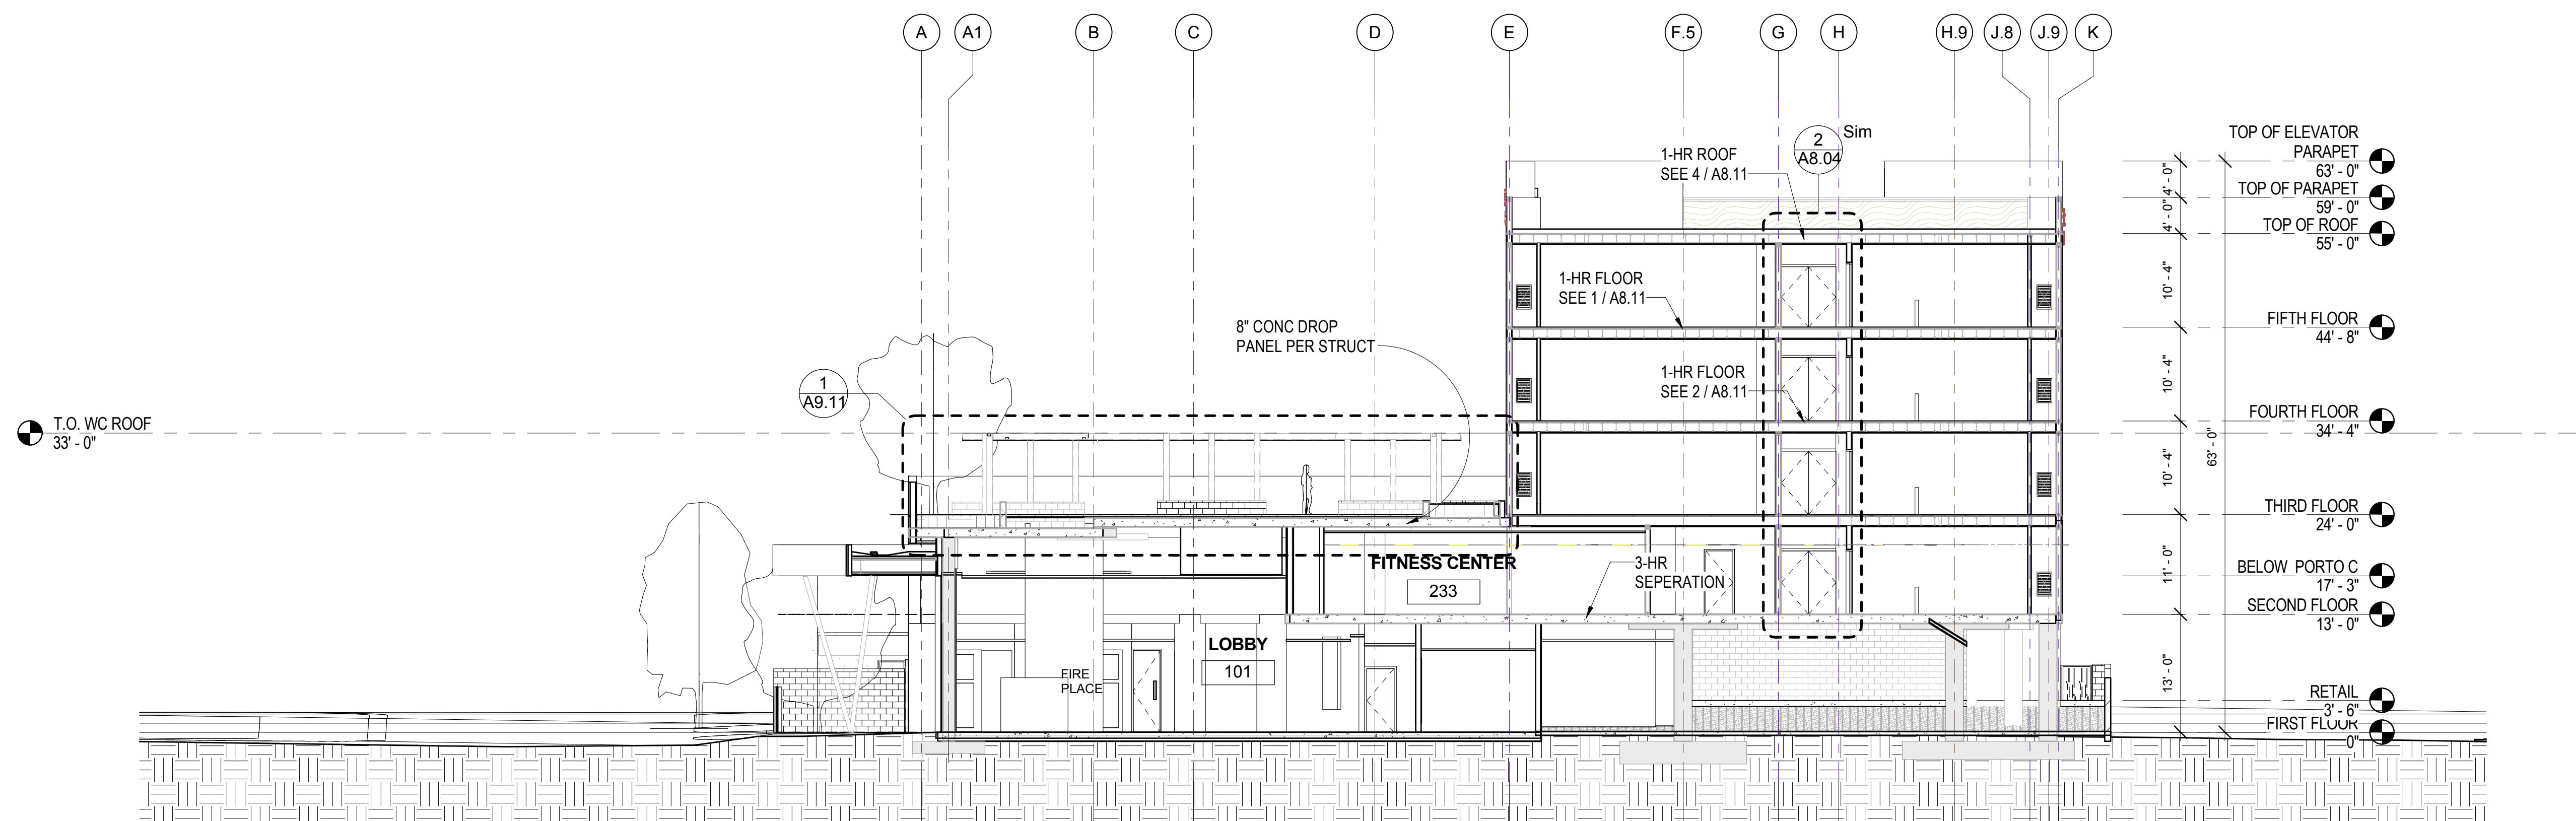 A
A1
B
C
D
E
F.5
G
H
H.9
J.8
J.9
K
2
A8.04
Sim
1-HR ROOF
SEE 4 / A8.11
1-HR FLOOR
SEE 1 / A8.11
8" CONC DROP
PANEL PER STRUCT
1-HR FLOOR
SEE 2 / A8.11
1
A9.11
T.O. WC ROOF
33' - 0"
FITNESS CENTER
233
3-HR
SEPERATION
LOBBY
101
FIRE
PLACE
4' - 0"
4' - 0"
10' - 4"
10' - 4"
10' - 4"
11' - 0"
13' - 0"
63' - 0"
TOP OF ELEVATOR
PARAPET
63' - 0"
TOP OF PARAPET
59' - 0"
TOP OF ROOF
55' - 0"
FIFTH FLOOR
44' - 8"
FOURTH FLOOR
34' - 4"
THIRD FLOOR
24' - 0"
BELOW PORTO C
17' - 3"
SECOND FLOOR
13' - 0"
RETAIL
3' - 6"
FIRST FLOOR
0"